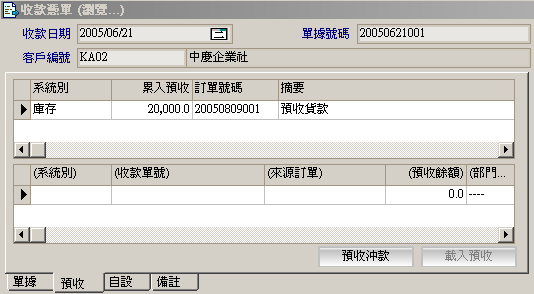 收款憑單 (瀏覽...)
收款日期 2005/06/21 單據號碼 20050621001
客戶編號 KA02 中慶企業社
系統別 累入預收 訂單號碼 摘要
庫存 20,000.0 20050809001 預收貨款
(系統別) (收款單號) (來源訂單) (預收餘額) (部門...
0.0 ----
預收沖款 載入預收
單據 預收 自設 備註